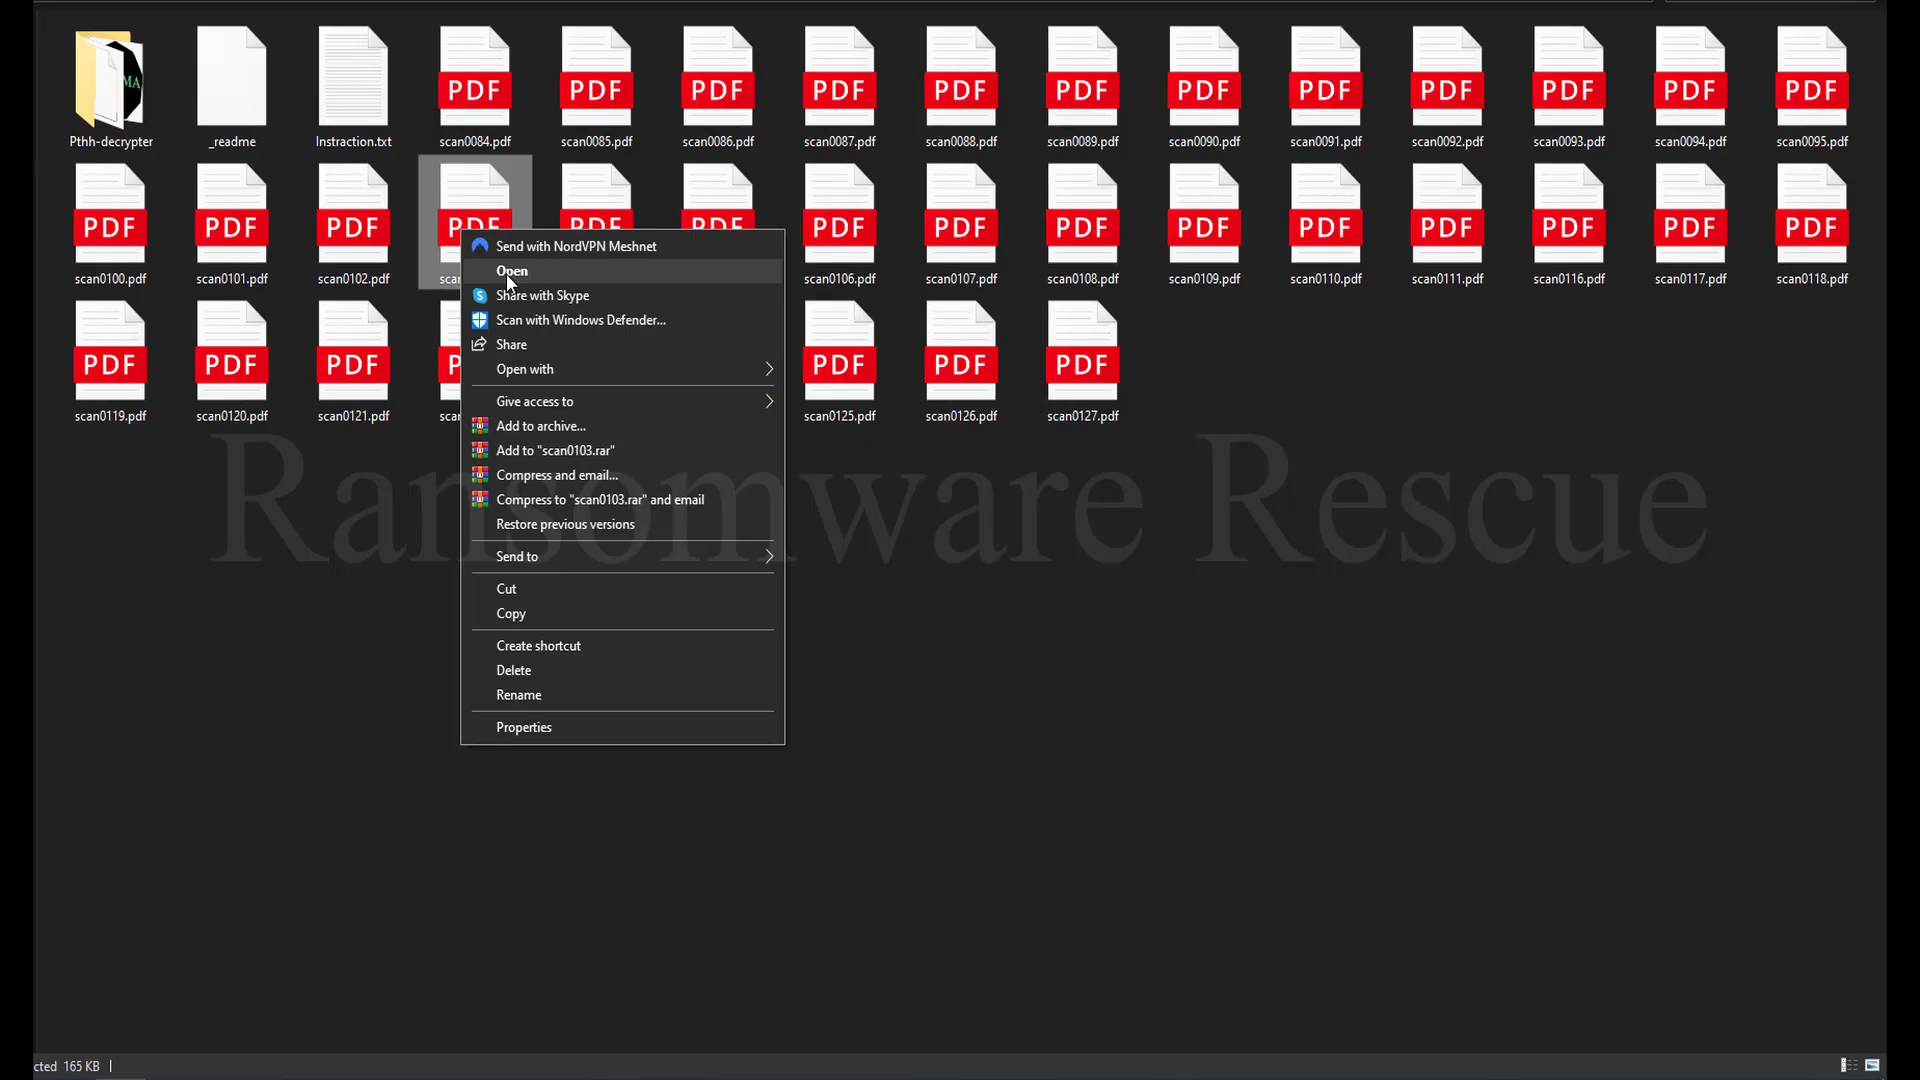 MA
Pthh-decrypter _readme Instraction.txt scan0084.pdf scan0085.pdf scan0086.pdf scan0087.pdf scan0088.pdf scan0089.pdf scan0090.pdf scan0091.pdf scan0092.pdf scan0093.pdf scan0094.pdf scan0095.pdf
PDF PDF PDF PDF PDF PDF PDF PDF PDF PDF PDF PDF
scan0100.pdf scan0101.pdf scan0102.pdf scan0106.pdf scan0107.pdf scan0108.pdf scan0109.pdf scan0110.pdf scan0111.pdf scan0116.pdf scan0117.pdf scan0118.pdf
PDF PDF PDF PDF PDF PDF PDF PDF PDF PDF PDF PDF PDF PDF PDF
scan0119.pdf scan0120.pdf scan0121.pdf scan0125.pdf scan0126.pdf scan0127.pdf
PDF PDF PDF PDF PDF PDF
Send with NordVPN Meshnet
Open
Share with Skype
Scan with Windows Defender...
Share
Open with
Give access to
Add to archive...
Add to "scan0103.rar"
Compress and email...
Compress to "scan0103.rar" and email
Restore previous versions
Send to
Cut
Copy
Create shortcut
Delete
Rename
Properties
Ransomware Rescue
cted 165 KB